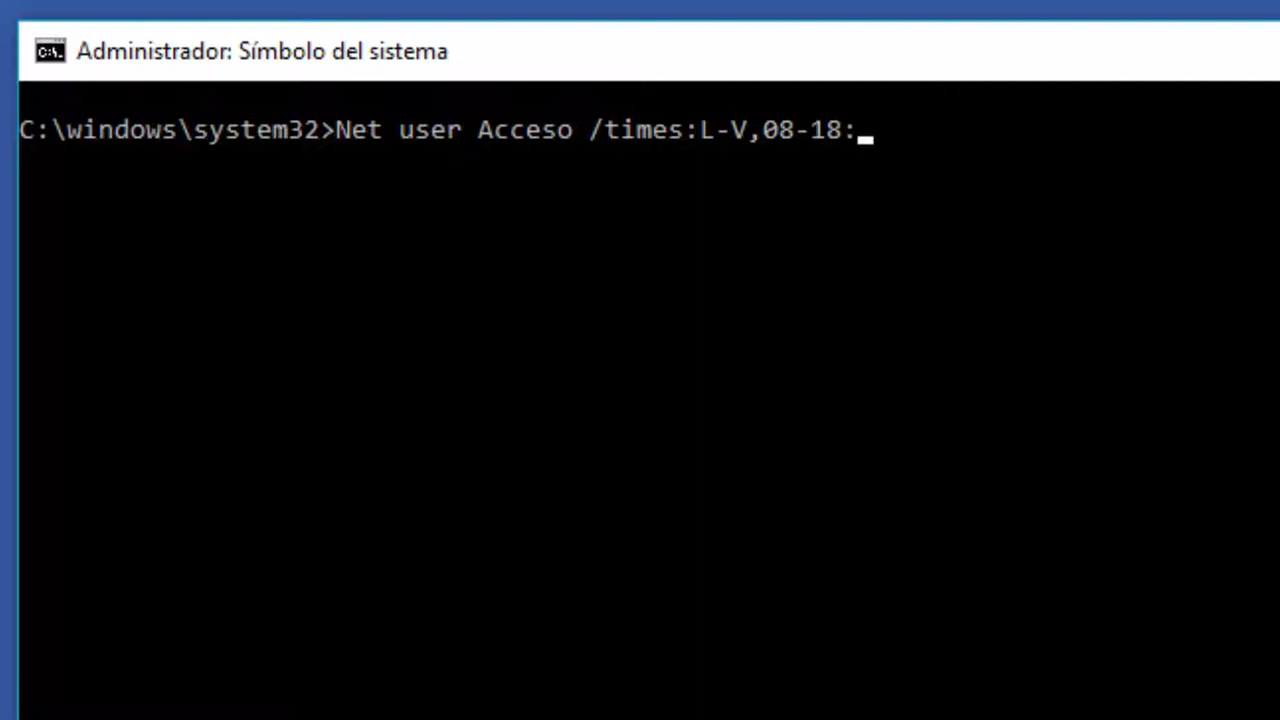 Administrador: Símbolo del sistema
C:\windows\system32>Net user Acceso /times:L-V,08-18: